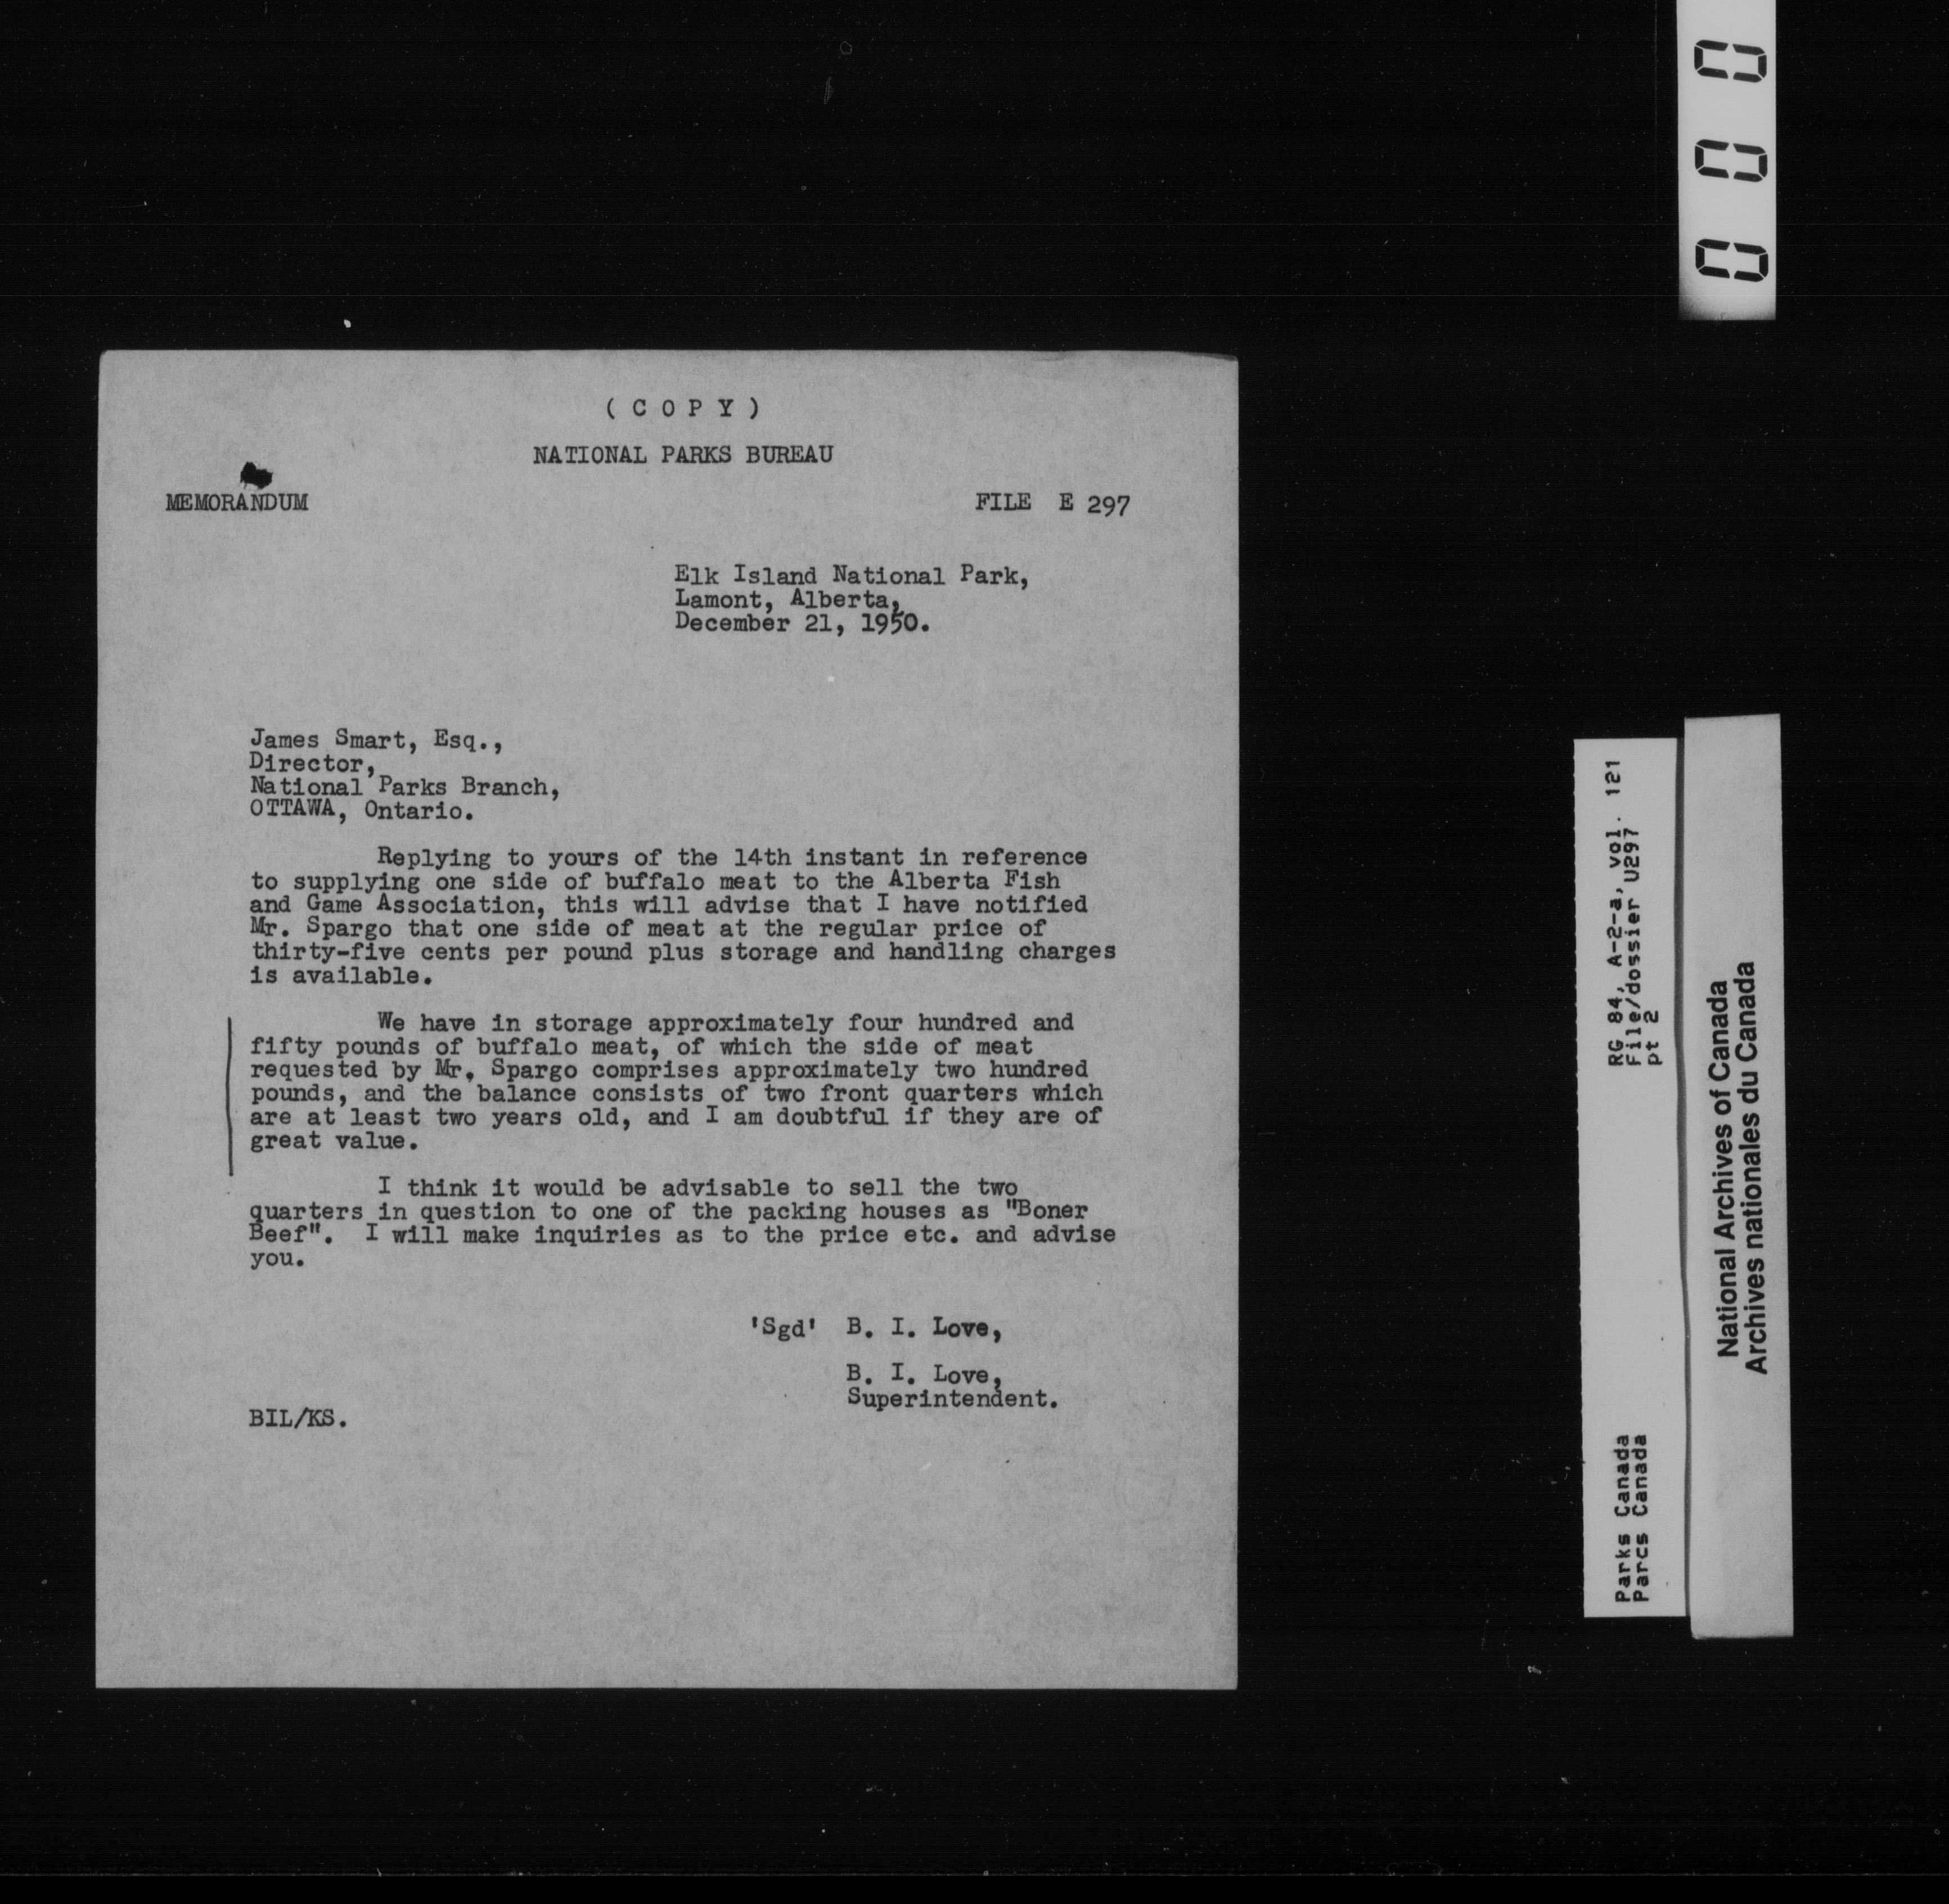 ( C O P Y )
NATIONAL PARKS BUREAU
MEMORANDUM FILE E 297
Elk Island National Park,
Lamont, Alberta,
December 21, 1950.
James Smart, Esq.,
Director,
National Parks Branch,
OTTAWA, Ontario.
Replying to yours of the 14th instant in reference
to supplying one side of buffalo meat to the Alberta Fish
and Game Association, this will advise that I have notified
Mr. Spargo that one side of meat at the regular price of
thirty-five cents per pound plus storage and handling charges
is available.
We have in storage approximately four hundred and
fifty pounds of buffalo meat, of which the side of meat
requested by Mr. Spargo comprises approximately two hundred
pounds, and the balance consists of two front quarters which
are at least two years old, and I am doubtful if they are of
great value.
I think it would be advisable to sell the two
quarters in question to one of the packing houses as "Boner
Beef". I will make inquiries as to the price etc. and advise
you.
'Sgd' B. I. Love,
B. I. Love,
Superintendent.
BIL/KS.
000
RG 84, A-2-a, vol. 121
File/dossier U297
pt 2
Parks Canada
Parcs Canada
National Archives of Canada
Archives nationales du Canada